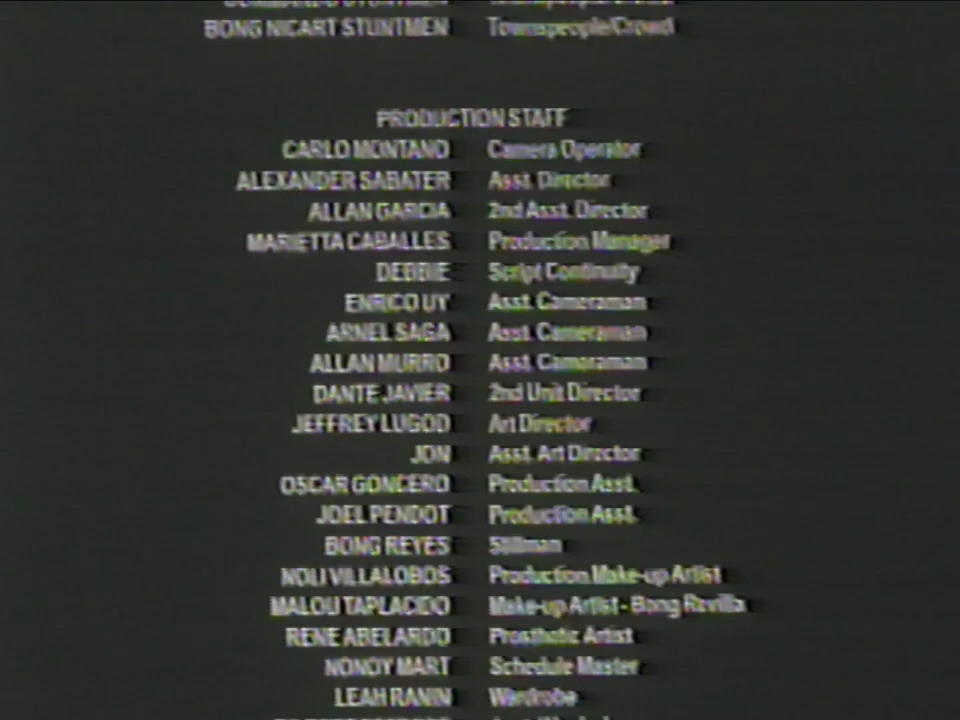 STUNTMEN
BONG NICART STUNTMEN Townspeople/Crowd
PRODUCTION STAFF
CARLO MONTANO Camera Operator
ALEXANDER SABATER Asst. Director
ALLAN GARCIA 2nd Asst. Director
MARIETTA CABALLES Production Manager
DEBBIE Script Continuity
ENRICO UY Asst. Cameraman
ARNEL SAGA Asst. Cameraman
ALLAN MURRO Asst. Cameraman
DANTE JAVIER 2nd Unit Director
JEFFREY LUGOD Art Director
JON Asst. Art Director
OSCAR GONCERO Production Asst.
JOEL PENDOT Production Asst.
BONG REYES Stillman
NOLI VILLALOBOS Production Make-up Artist
MALOU TAPLACIDO Make-up Artist - Bong Revilla
RENE ABELARDO Prosthetic Artist
NONOY MART Schedule Master
LEAH RANIN Wardrobe